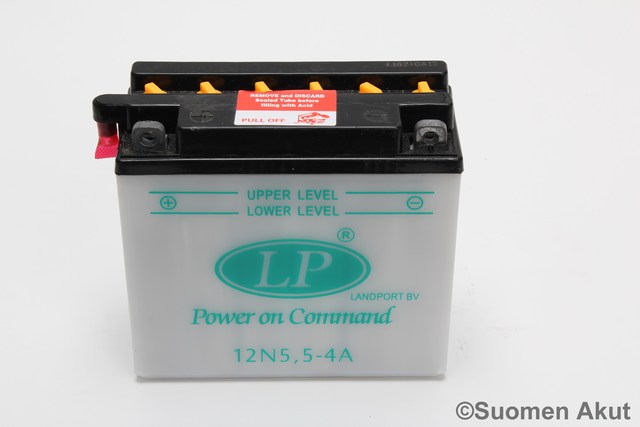 REMOVE and DISCARD
Sealed Tube before
filling with Acid
PULL OFF
UPPER LEVEL
LOWER LEVEL
LP®
LANDPORT BV
Power on Command
12N5,5-4A
©Suomen Akut